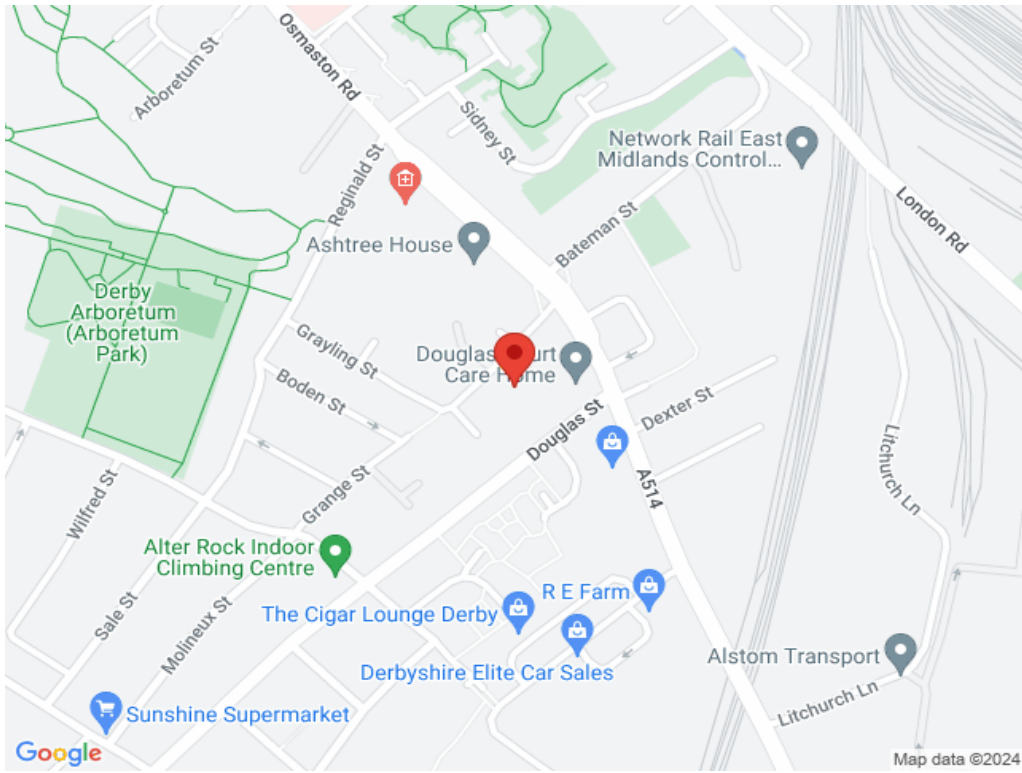 Osmaston Rd
Arboretum St
Sidney St
Network Rail East
Midlands Control...
Reginald St
London Rd
Bateman St
Ashtree House
Derby
Arboretum
(Arboretum
Park)
Grayling St
Douglas
urt
Care H
me
Boden St
Dexter St
Douglas St
A514
Litchurch Ln
Wilfred St
Grange St
Alter Rock Indoor
Climbing Centre
R E Farm
The Cigar Lounge Derby
Sale St
Molineux St
Derbyshire Elite Car Sales
Alstom Transport
Litchurch Ln
Sunshine Supermarket
Google
Map data ©2024